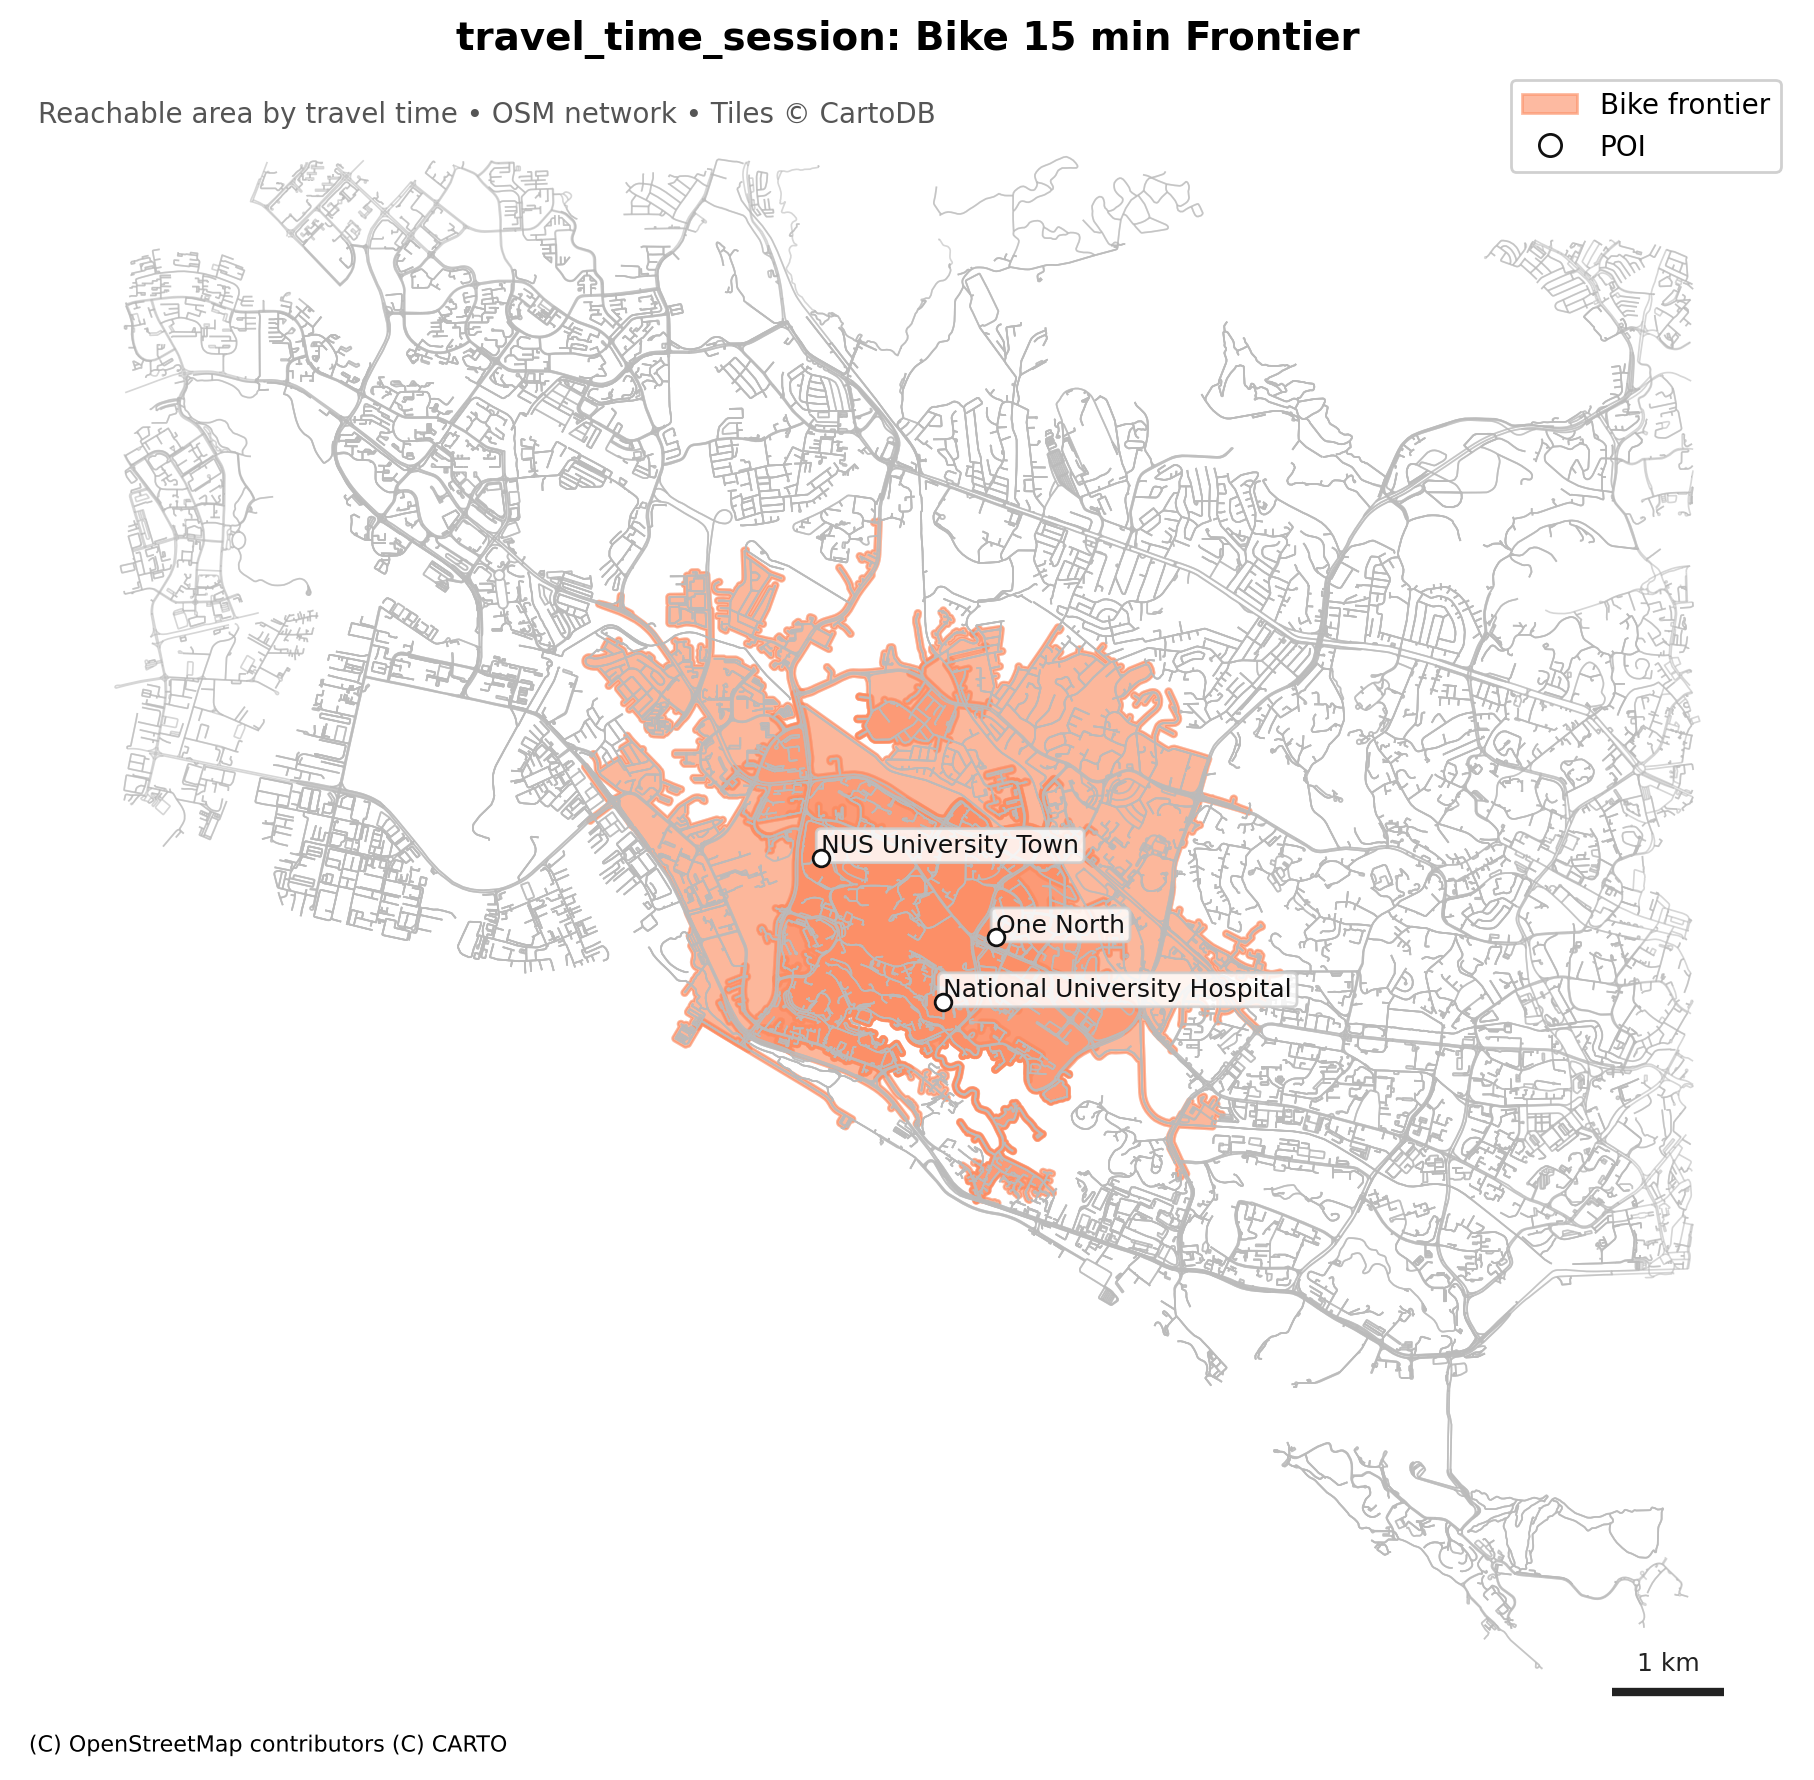 travel_time_session: Bike 15 min Frontier
Reachable area by travel time • OSM network • Tiles © CartoDB
Bike frontier
POI
NUS University Town
One North
National University Hospital
1 km
(C) OpenStreetMap contributors (C) CARTO